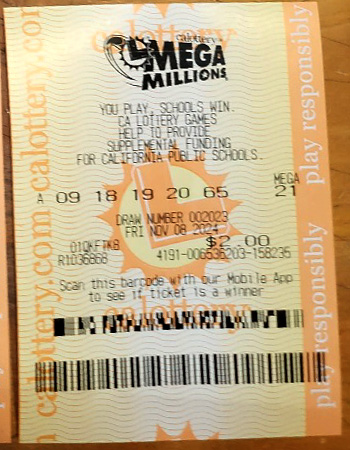 calottery
MEGA
MILLIONS
YOU PLAY, SCHOOLS WIN.
CA LOTTERY GAMES
HELP TO PROVIDE
SUPPLEMENTAL FUNDING
FOR CALIFORNIA PUBLIC SCHOOLS.
MEGA
A 09 18 19 20 65 21
DRAW NUMBER 002023
FRI NOV 08 2024
$2.00
R1036868 4191-006536203-158235
Scan this barcode with our Mobile App
to see if ticket is a winner
calottery.com
play responsibly
play responsibly